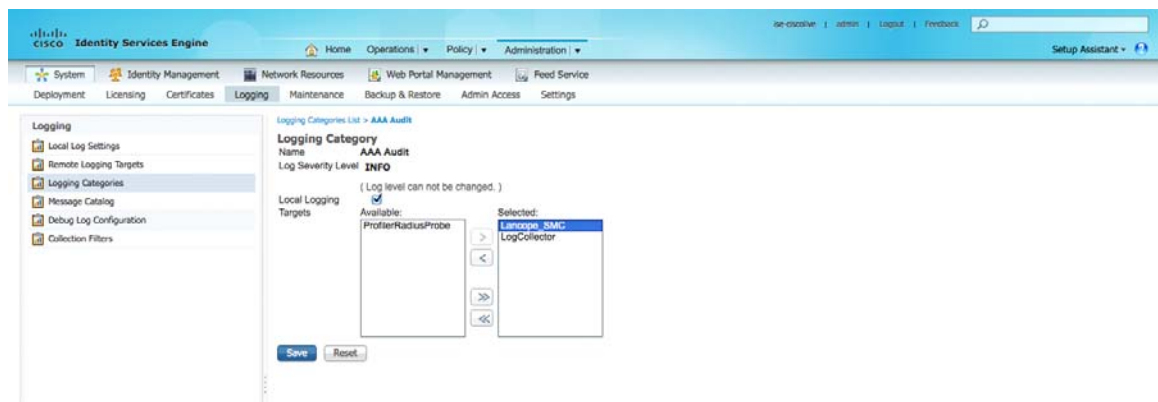 ise-ciscolive | admin | Logout | Feedback
CISCO Identity Services Engine
Home Operations | Policy | Administration |
Setup Assistant
System Identity Management Network Resources Web Portal Management Feed Service
Deployment Licensing Certificates Logging Maintenance Backup & Restore Admin Access Settings
Logging
Local Log Settings
Remote Logging Targets
Logging Categories
Message Catalog
Debug Log Configuration
Collection Filters
Logging Categories List > AAA Audit
Logging Category
Name AAA Audit
Log Severity Level INFO
( Log level can not be changed. )
Local Logging
Targets Available: Selected:
ProfilerRadiusProbe Lancope_SMC
LogCollector
> 
<
>>
<<
Save Reset